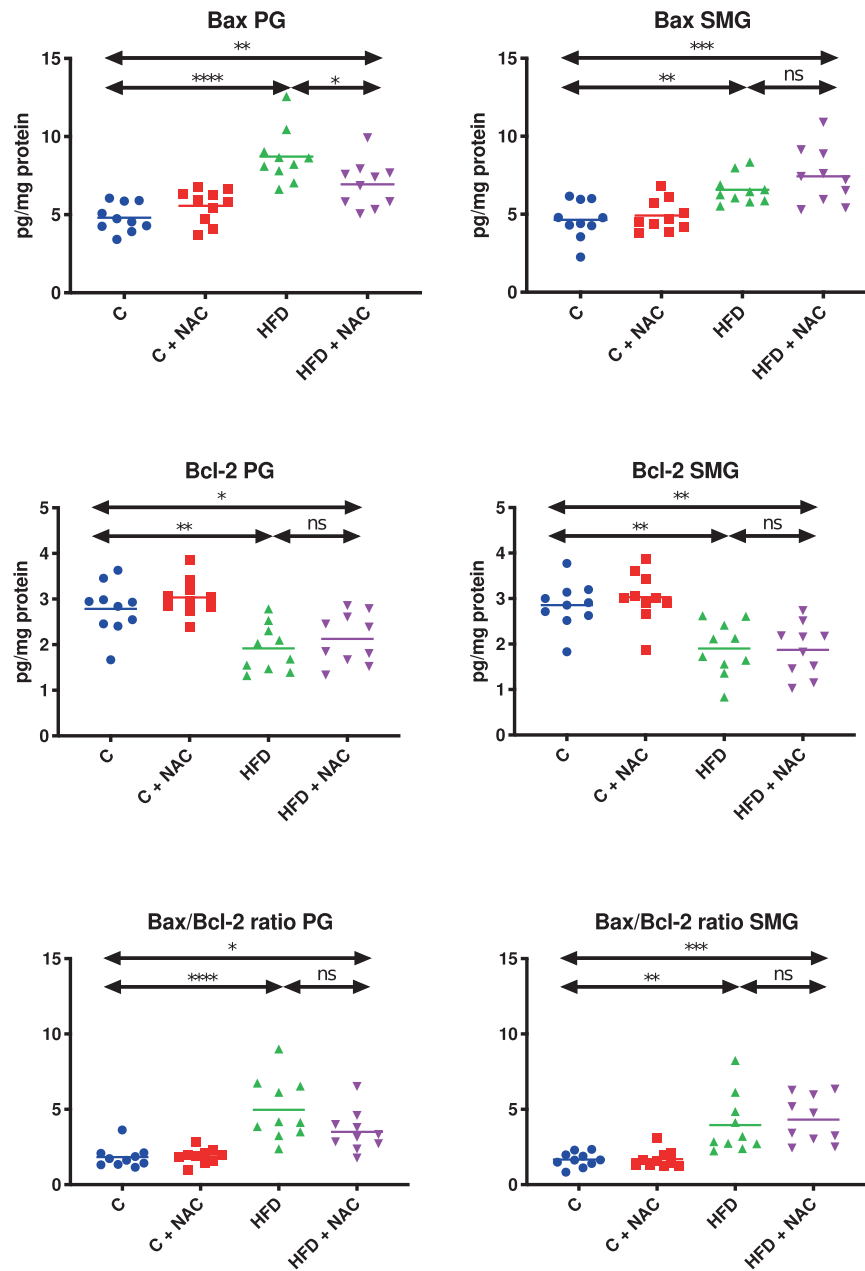 Bax PG
**
****
*
15
10
5
0
pg/mg protein
C
C + NAC
HFD
HFD + NAC
Bax SMG
***
**
ns
15
10
5
0
pg/mg protein
C
C + NAC
HFD
HFD + NAC
Bcl-2 PG
*
**
ns
5
4
3
2
1
0
pg/mg protein
C
C + NAC
HFD
HFD + NAC
Bcl-2 SMG
**
**
ns
5
4
3
2
1
0
pg/mg protein
C
C + NAC
HFD
HFD + NAC
Bax/Bcl-2 ratio PG
*
****
ns
15
10
5
0
C
C + NAC
HFD
HFD + NAC
Bax/Bcl-2 ratio SMG
***
**
ns
15
10
5
0
C
C + NAC
HFD
HFD + NAC